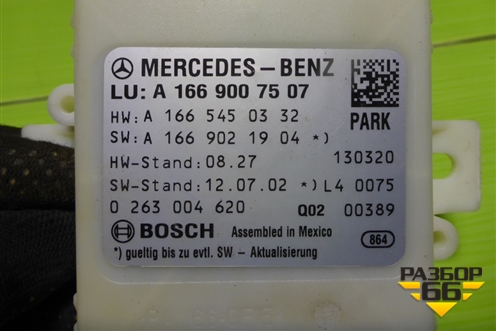 MERCEDES-BENZ
LU: A 166 900 75 07
HW: A 166 545 03 32
PARK
SW: A 166 902 19 04 *)
HW-Stand: 08.27 130320
SW-Stand: 12.07.02 *) L4 0075
0 263 004 620 Q02 00389
BOSCH Assembled in Mexico
*) gueltig bis zu evtl. SW - Aktualisierung
864
РАЗБОР
66